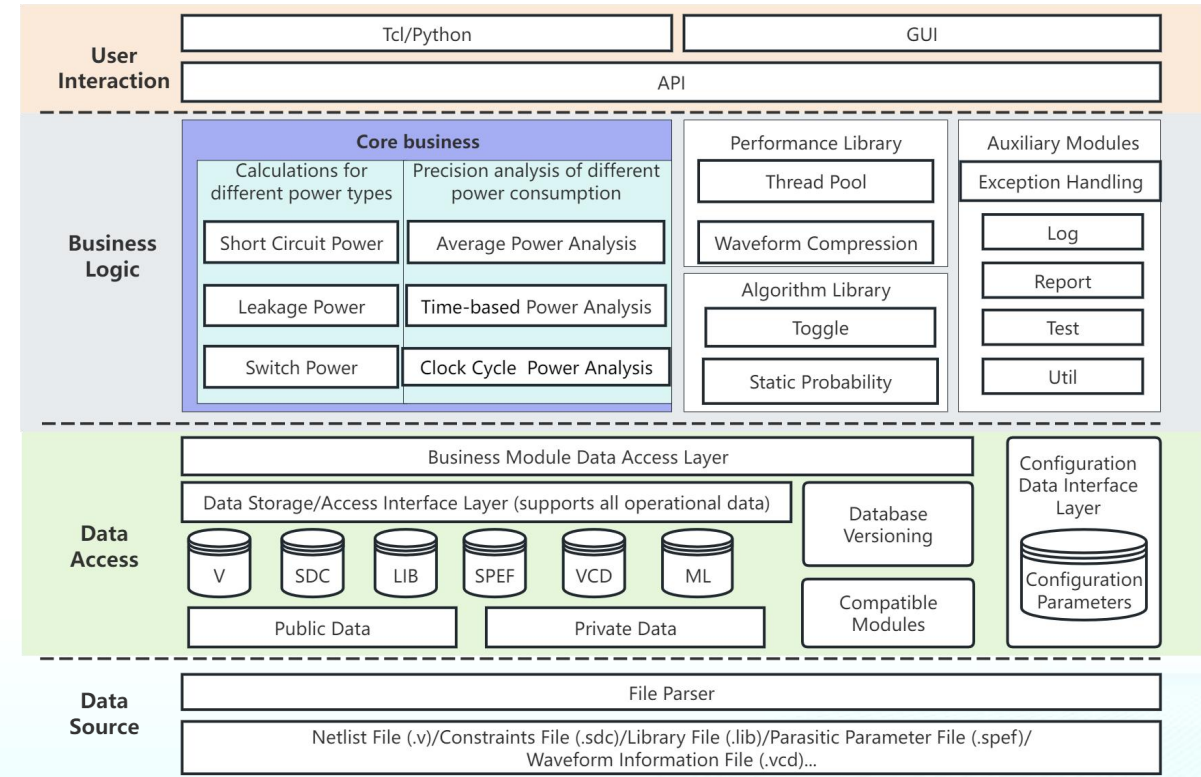 User
Interaction
Tcl/Python
GUI
API
Business
Logic
Core business
Calculations for
different power types
Short Circuit Power
Leakage Power
Switch Power
Precision analysis of different
power consumption
Average Power Analysis
Time-based Power Analysis
Clock Cycle Power Analysis
Performance Library
Thread Pool
Waveform Compression
Algorithm Library
Toggle
Static Probability
Auxiliary Modules
Exception Handling
Log
Report
Test
Util
Data
Access
Business Module Data Access Layer
Data Storage/Access Interface Layer (supports all operational data)
V
SDC
LIB
SPEF
VCD
ML
Public Data
Private Data
Database
Versioning
Compatible
Modules
Configuration
Data Interface
Layer
Configuration
Parameters
Data
Source
File Parser
Netlist File (.v)/Constraints File (.sdc)/Library File (.lib)/Parasitic Parameter File (.spef)/
Waveform Information File (.vcd)...